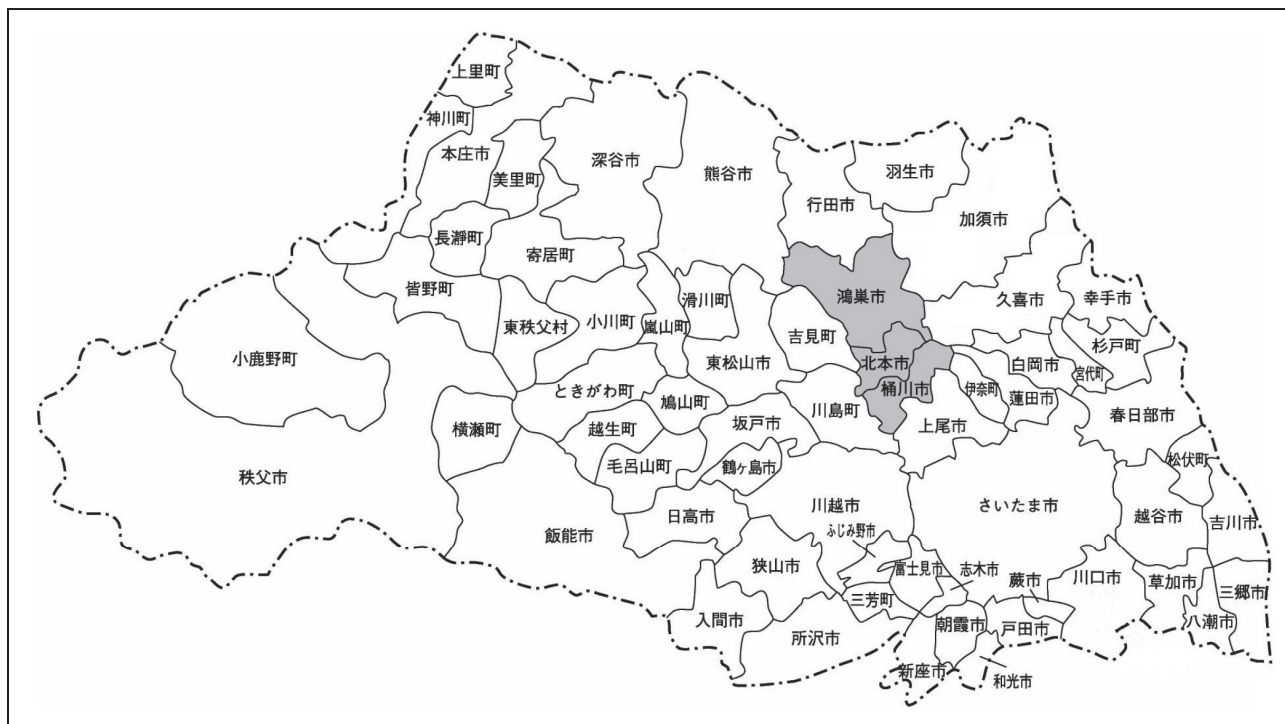 上里町
神川町
本庄市
美里町
深谷市
熊谷市
羽生市
行田市
加須市
長瀞町
寄居町
皆野町
鴻巣市
久喜市
幸手市
滑川町
東秩父村
小川町
嵐山町
吉見町
杉戸町
小鹿野町
東松山市
北本市
白岡市
宮代町
ときがわ町
桶川市
伊奈町
蓮田市
鳩山町
川島町
春日部市
横瀬町
越生町
坂戸市
上尾市
毛呂山町
鶴ヶ島市
松伏町
秩父市
川越市
さいたま市
日高市
越谷市
吉川市
飯能市
ふじみ野市
狭山市
富士見市
志木市
蕨市
川口市
草加市
三郷市
三芳町
入間市
朝霞市
戸田市
八潮市
所沢市
新座市
和光市